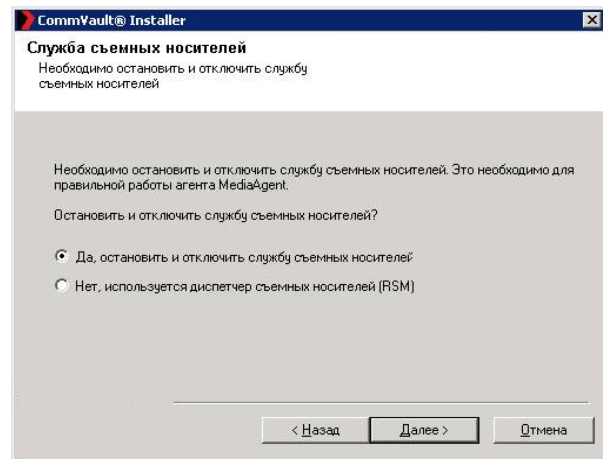 CommVault® Installer
Служба съемных носителей
Необходимо остановить и отключить службу
съемных носителей
Необходимо остановить и отключить службу съемных носителей. Это необходимо для
правильной работы агента MediaAgent.
Остановить и отключить службу съемных носителей?
Да, остановить и отключить службу съемных носителей
Нет, используется диспетчер съемных носителей (RSM)
< Назад Далее > Отмена